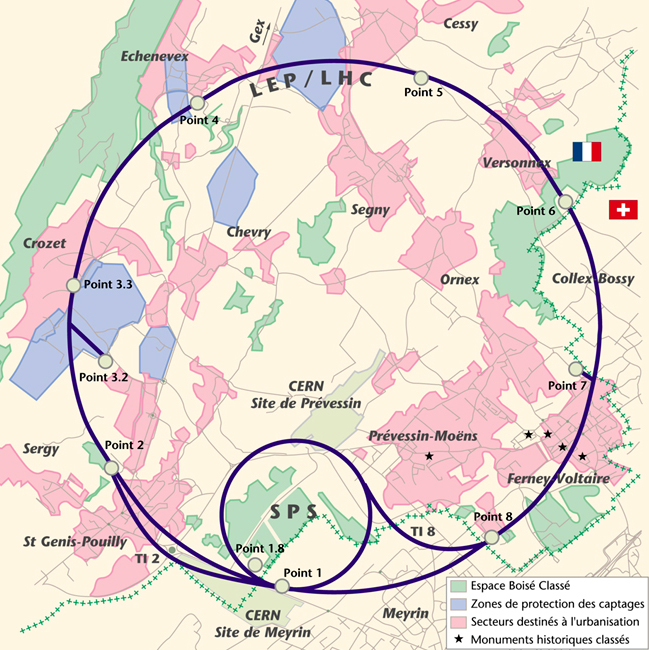 Cessy
Gex
Echenevex
LEP/LHC
Point 5
Point 4
Versonnex
Point 6
Segny
Chevry
Crozet
Collex-Bossy
Ornex
Point 3.3
Point 3.2
Point 7
CERN
Site de Prévessin
Prévessin-Moëns
Point 2
Sergy
Ferney-Voltaire
SPS
Point 8
TI 8
St Genis-Pouilly
TI 2
Point 1.8
Point 1
CERN
Site de Meyrin
Meyrin
Espace Boisé Classé
Zones de protection des captages
Secteurs destinés à l'urbanisation
Monuments historiques classés